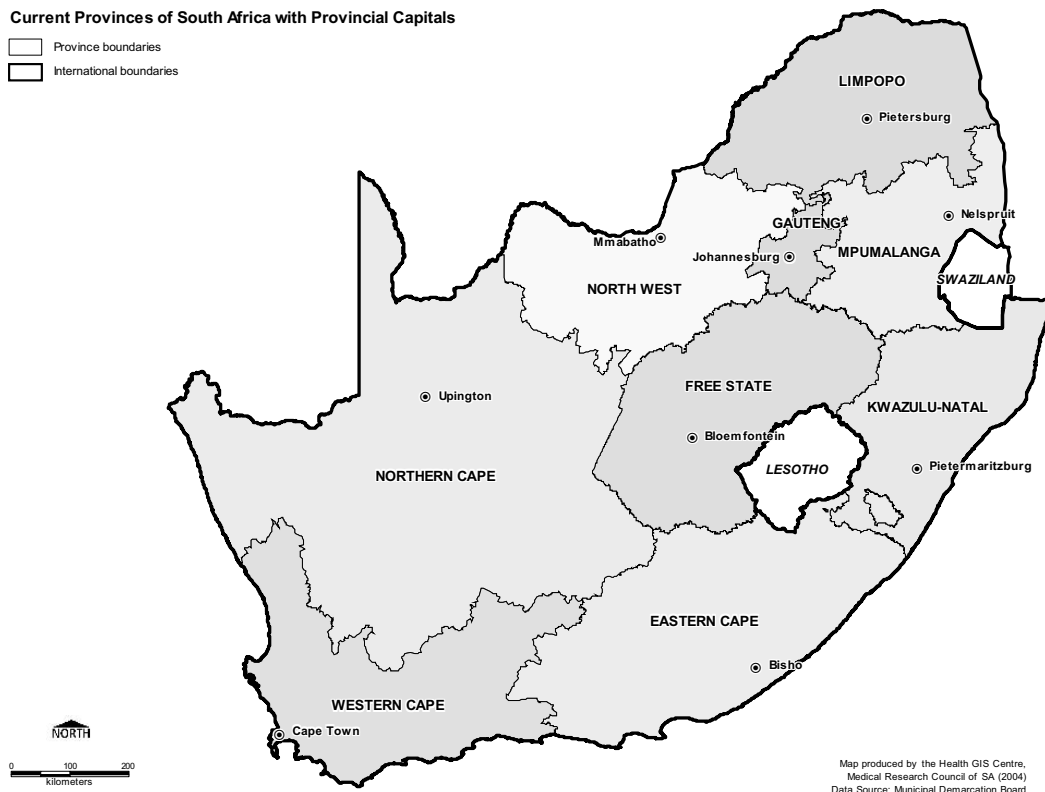 Current Provinces of South Africa with Provincial Capitals
Province boundaries
International boundaries
LIMPOPO
Pietersburg
Nelspruit
GAUTENG
Mmabatho
MPUMALANGA
Johannesburg
SWAZILAND
NORTH WEST
FREE STATE
Upington
KWAZULU-NATAL
Bloemfontein
Pietermaritzburg
LESOTHO
NORTHERN CAPE
EASTERN CAPE
Bisho
WESTERN CAPE
Cape Town
NORTH
0 100 200
kilometers
Map produced by the Health GIS Centre,
Medical Research Council of SA (2004)
Data Source: Municipal Demarcation Board